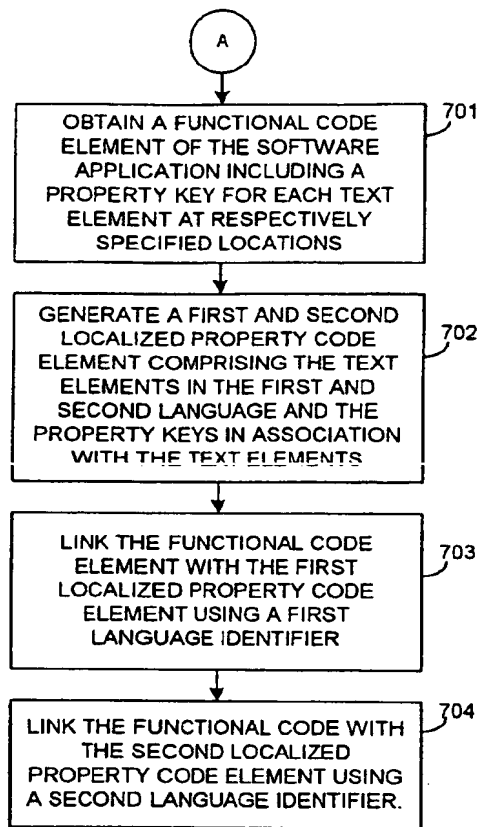 A
701
OBTAIN A FUNCTIONAL CODE
ELEMENT OF THE SOFTWARE
APPLICATION INCLUDING A
PROPERTY KEY FOR EACH TEXT
ELEMENT AT RESPECTIVELY
SPECIFIED LOCATIONS
702
GENERATE A FIRST AND SECOND
LOCALIZED PROPERTY CODE
ELEMENT COMPRISING THE TEXT
ELEMENTS IN THE FIRST AND
SECOND LANGUAGE AND THE
PROPERTY KEYS IN ASSOCIATION
WITH THE TEXT ELEMENTS
703
LINK THE FUNCTIONAL CODE
ELEMENT WITH THE FIRST
LOCALIZED PROPERTY CODE
ELEMENT USING A FIRST
LANGUAGE IDENTIFIER
704
LINK THE FUNCTIONAL CODE WITH
THE SECOND LOCALIZED
PROPERTY CODE ELEMENT USING
A SECOND LANGUAGE IDENTIFIER.